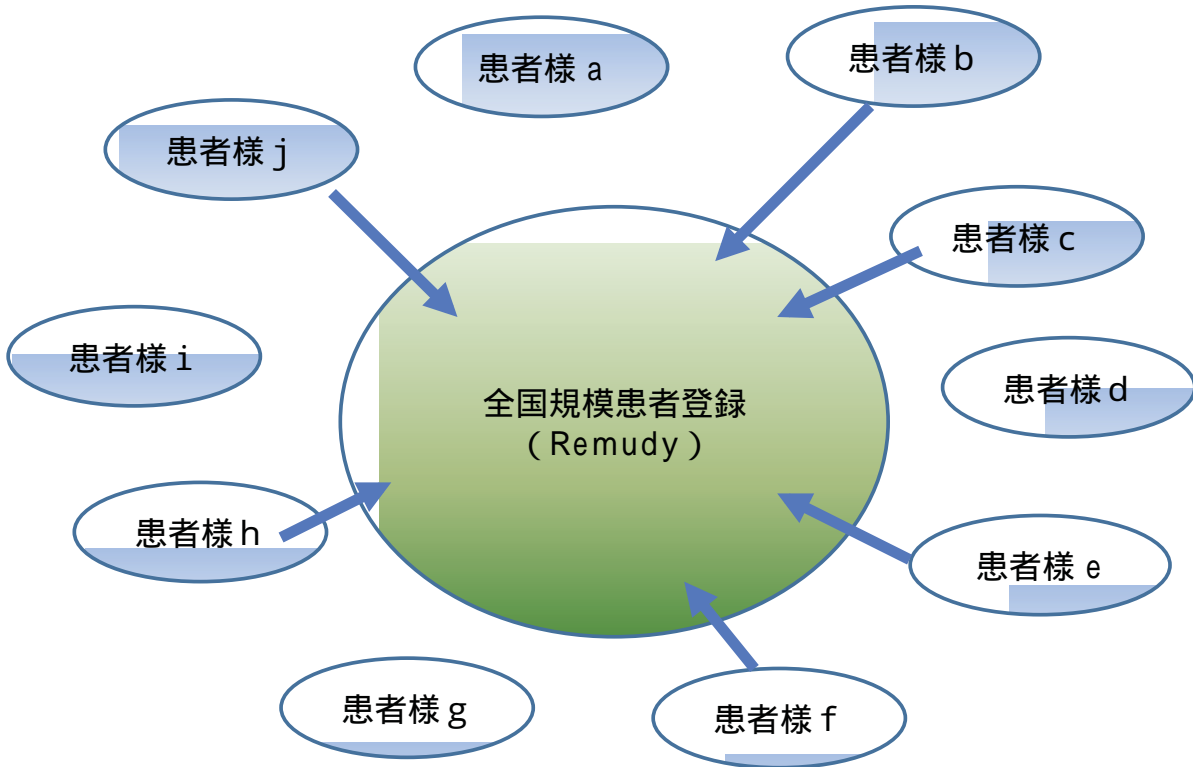 患者様 a
患者様 b
患者様 j
患者様 c
患者様 i
患者様 d
全国規模患者登録
（Remudy）
患者様 h
患者様 e
患者様 g
患者様 f